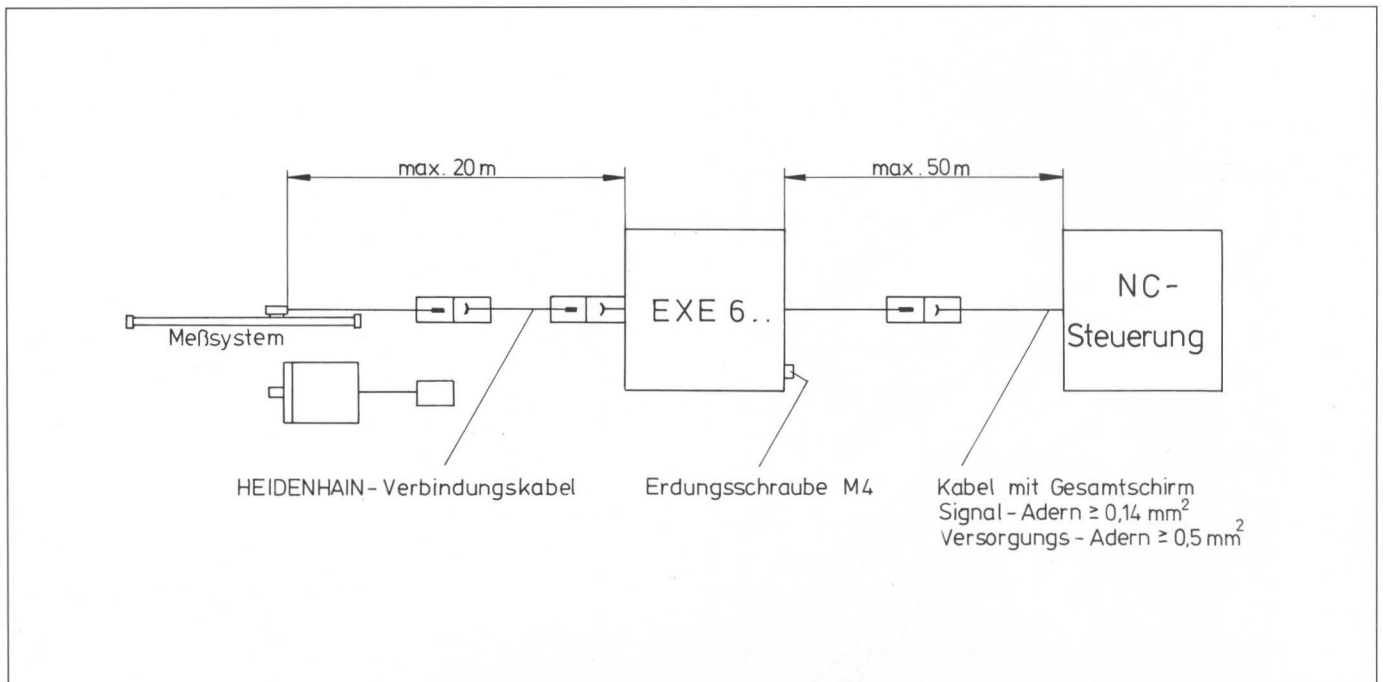 max. 20 m
max. 50 m
Meßsystem
EXE 6..
NC-
Steuerung
HEIDENHAIN-Verbindungskabel
Erdungsschraube M4
Kabel mit Gesamtschirm
Signal-Adern ≥ 0,14 mm²
Versorgungs-Adern ≥ 0,5 mm²